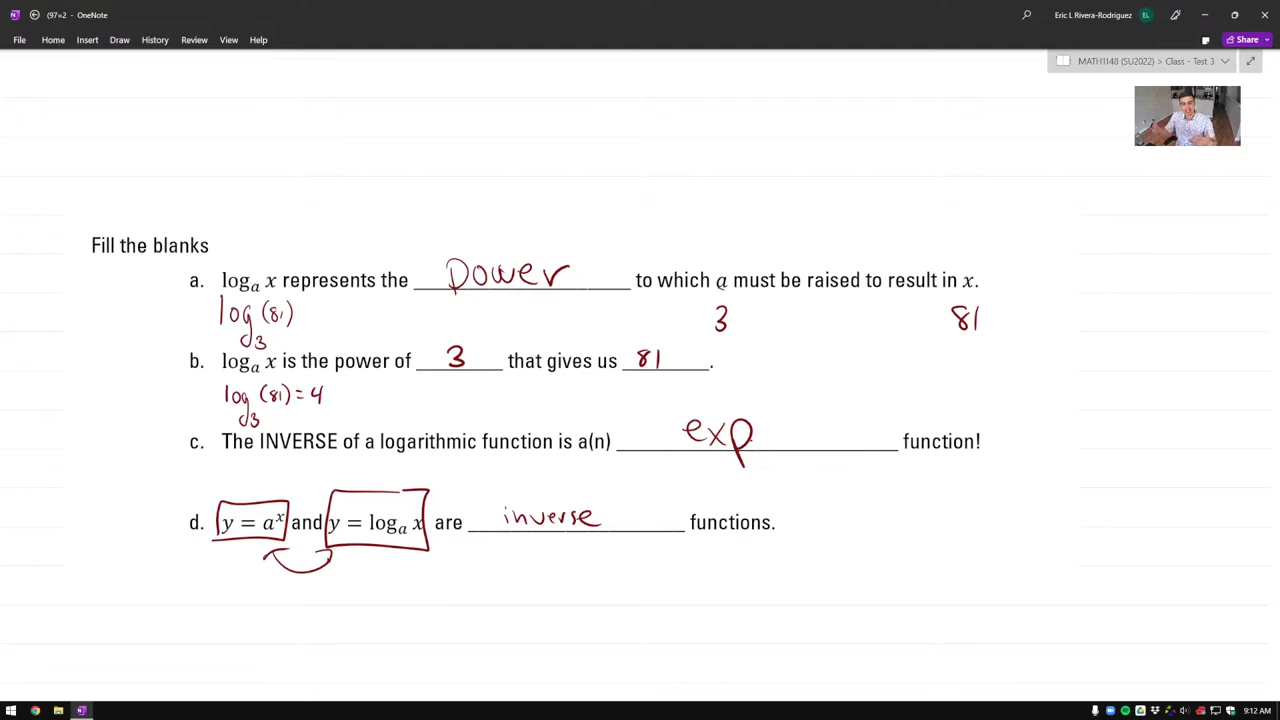 (97=2 - OneNote
Eric L Rivera-Rodriguez EL
File Home Insert Draw History Review View Help
Share
MATH1148 (SU2022) > Class - Test 3
Fill the blanks
a. logₐ x represents the power to which a must be raised to result in x.
log₃(81) 3 81
b. logₐ x is the power of 3 that gives us 81.
log₃(81) = 4
c. The INVERSE of a logarithmic function is a(n) exp function!
d. y = aˣ and y = logₐ x are inverse functions.
9:12 AM